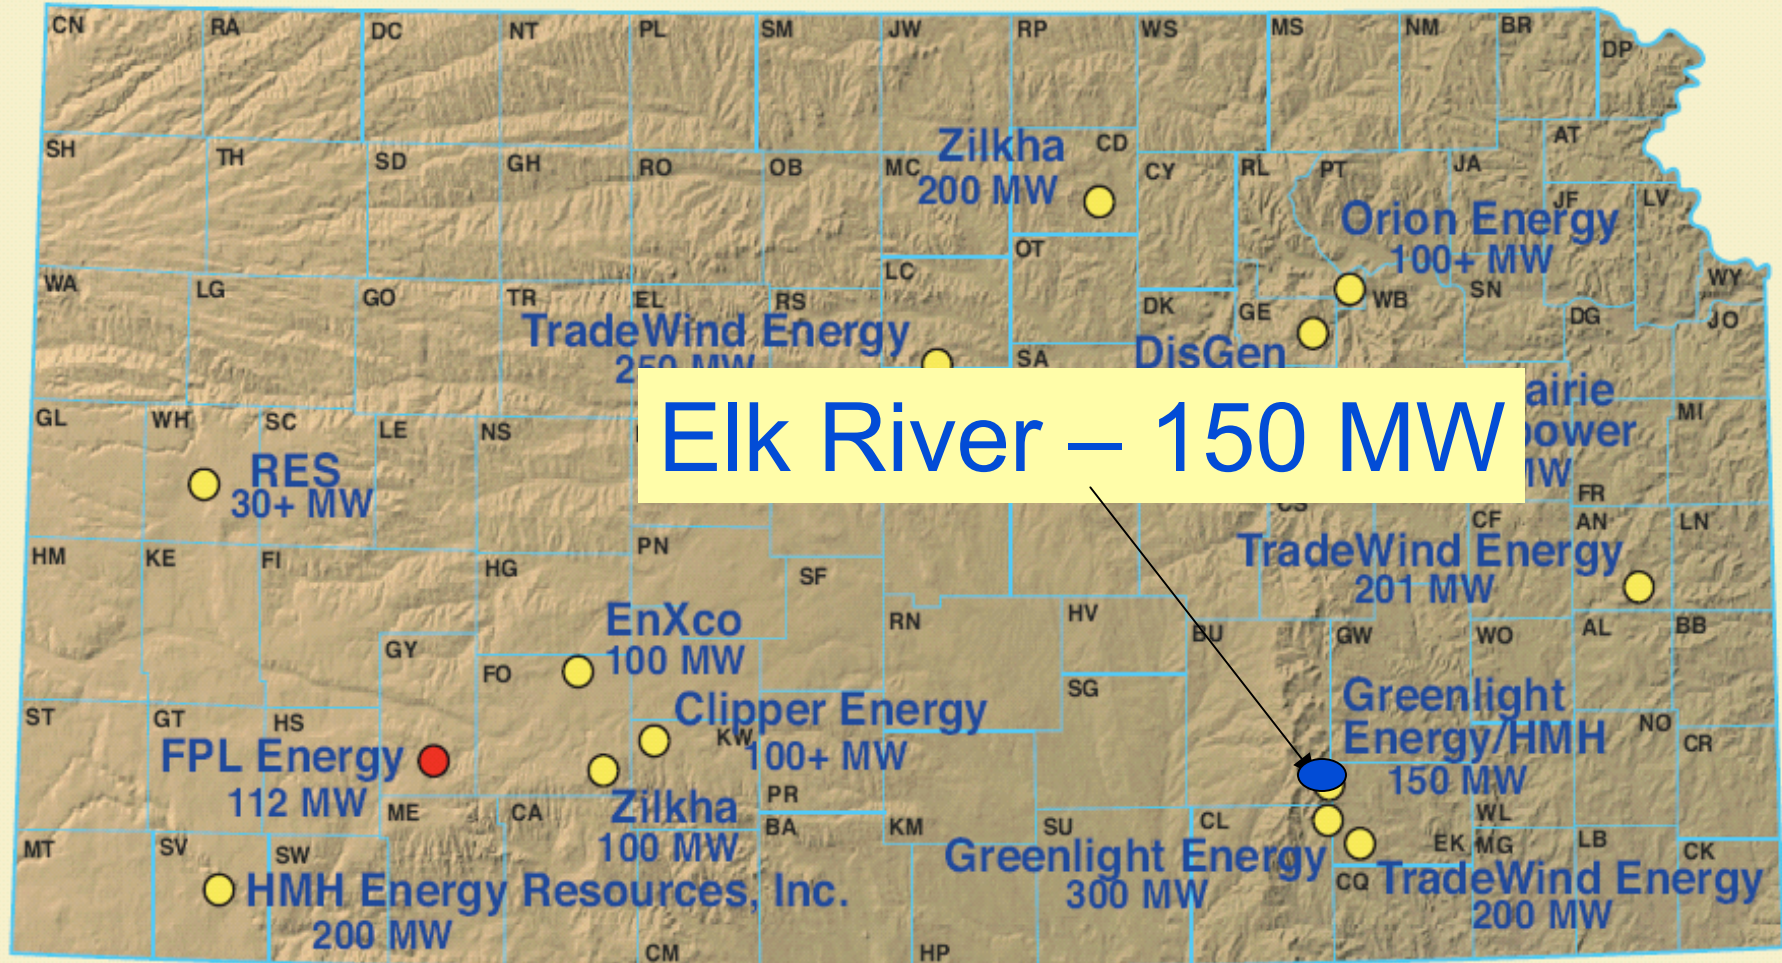 CN RA DC NT PL SM JW RP WS MS NM BR DP
SH TH SD GH RO OB MC CD CY RL PT JA AT
Zilkha
200 MW
JF LV
Orion Energy
100+ MW
WA LG GO TR EL RS LC OT DK GE WB SN DG WY JO
TradeWind Energy
250 MW
SA
DisGen
Elk River – 150 MW
airie
power
MW
GL WH SC LE NS MI
RES
30+ MW
FR
CS CF AN LN
TradeWind Energy
201 MW
HM KE FI HG PN SF
EnXco
100 MW
RN HV BU GW WO AL BB
GY FO SG
Clipper Energy
KW
100+ MW
Greenlight
Energy/HMH
150 MW
ST GT HS NO CR
FPL Energy
112 MW
ME CA PR
Zilkha
100 MW
BA KM SU CL WL
Greenlight Energy
300 MW
EK MG LB CK
MT SV SW
HMH Energy Resources, Inc.
200 MW
CQ
TradeWind Energy
200 MW
CM HP